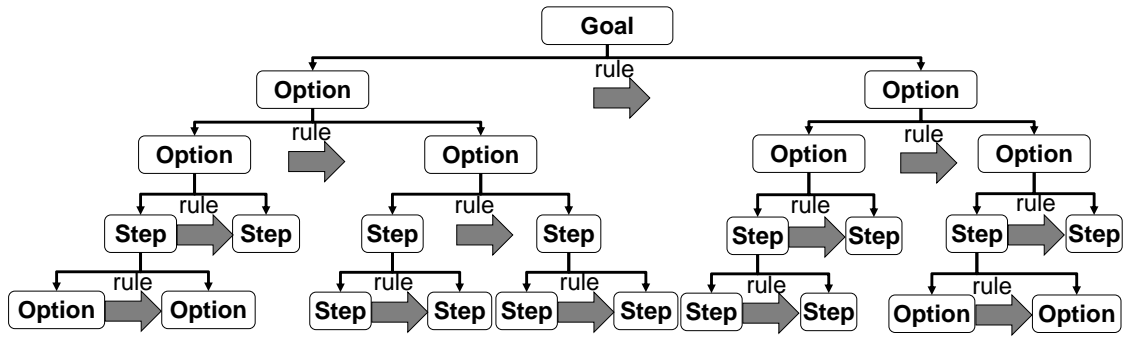 Goal
rule
Option Option
rule rule
Option Option Option Option
rule rule rule rule
Step Step Step Step Step Step Step Step
rule rule rule rule rule
Option Option Step Step Step Step Step Step Option Option